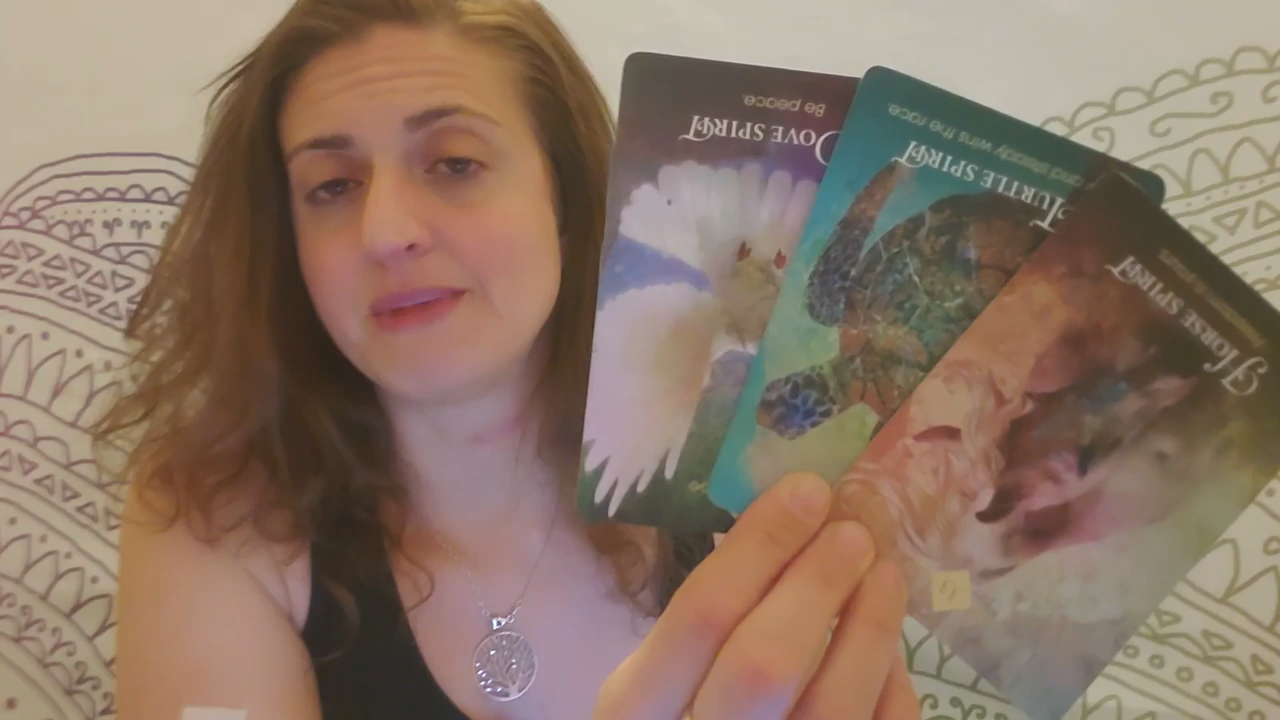 Be peace.
DOVE SPIRIT
and steady wins the race.
TURTLE SPIRIT
HORSE SPIRIT